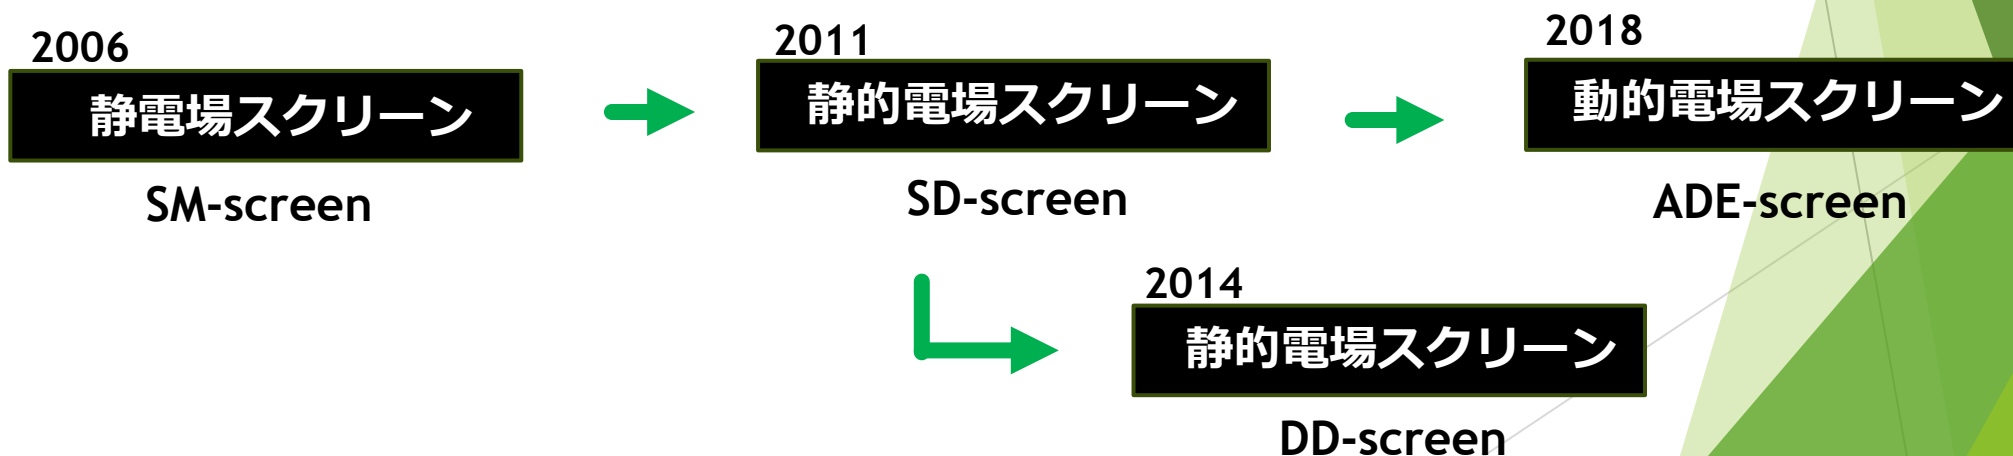 2006
静電場スクリーン
SM-screen
2011
静的電場スクリーン
SD-screen
2018
動的電場スクリーン
ADE-screen
2014
静的電場スクリーン
DD-screen